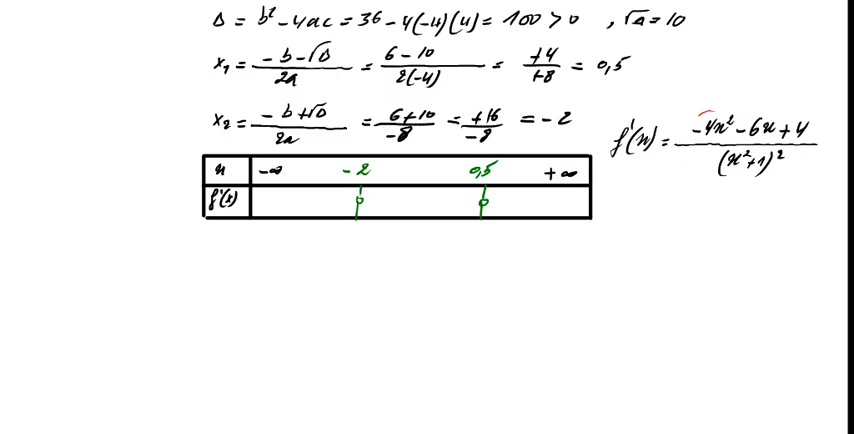 Δ = b² - 4ac = 36 - 4(-4)(4) = 100 > 0 , √Δ = 10
x₁ = (-b - √Δ)/2a = (6 - 10)/2(-4) = +4/+8 = 0,5
x₂ = (-b + √Δ)/2a = (6 + 10)/-8 = +16/-8 = -2
f'(x) = (-4x² - 6x + 4)/(x² + 1)²
x -∞ -2 0,5 +∞
f'(x) 0 0